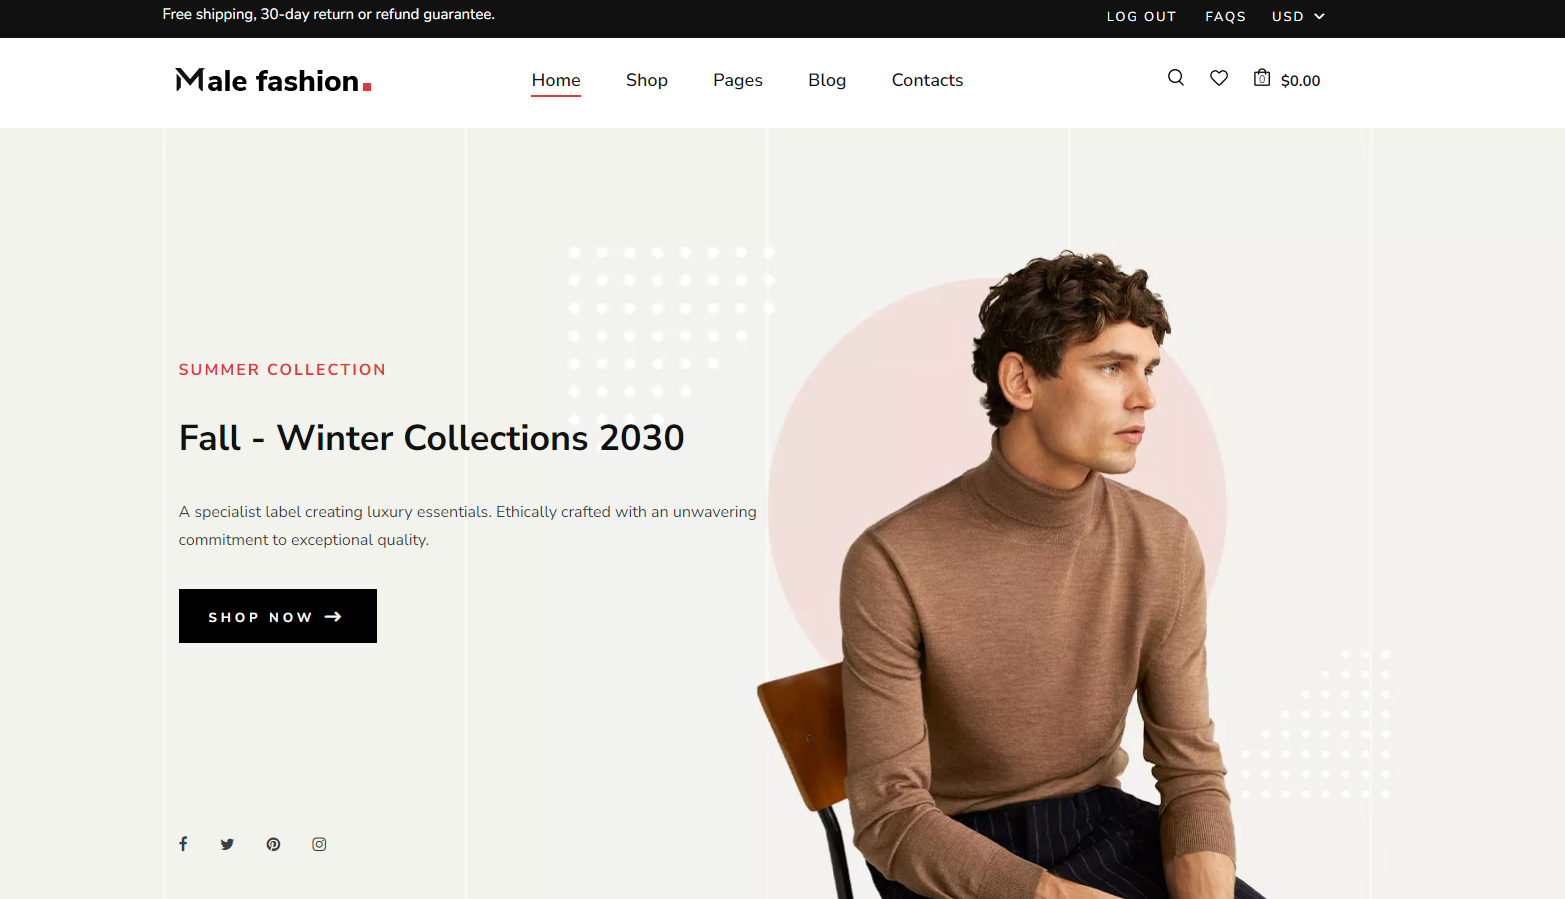 Free shipping, 30-day return or refund guarantee.
LOG OUT FAQS USD
Male fashion.
Home Shop Pages Blog Contacts
0 $0.00
SUMMER COLLECTION
Fall - Winter Collections 2030
A specialist label creating luxury essentials. Ethically crafted with an unwavering
commitment to exceptional quality.
SHOP NOW →